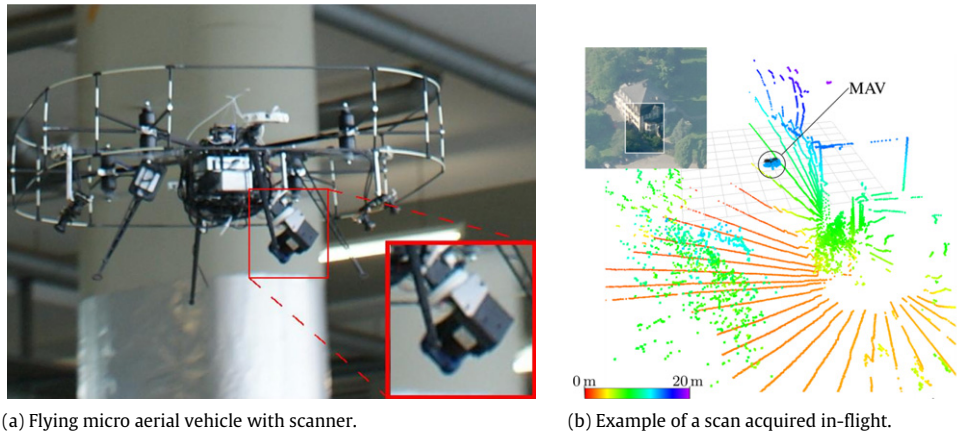 MAV
0 m
20 m
(a) Flying micro aerial vehicle with scanner.
(b) Example of a scan acquired in-flight.